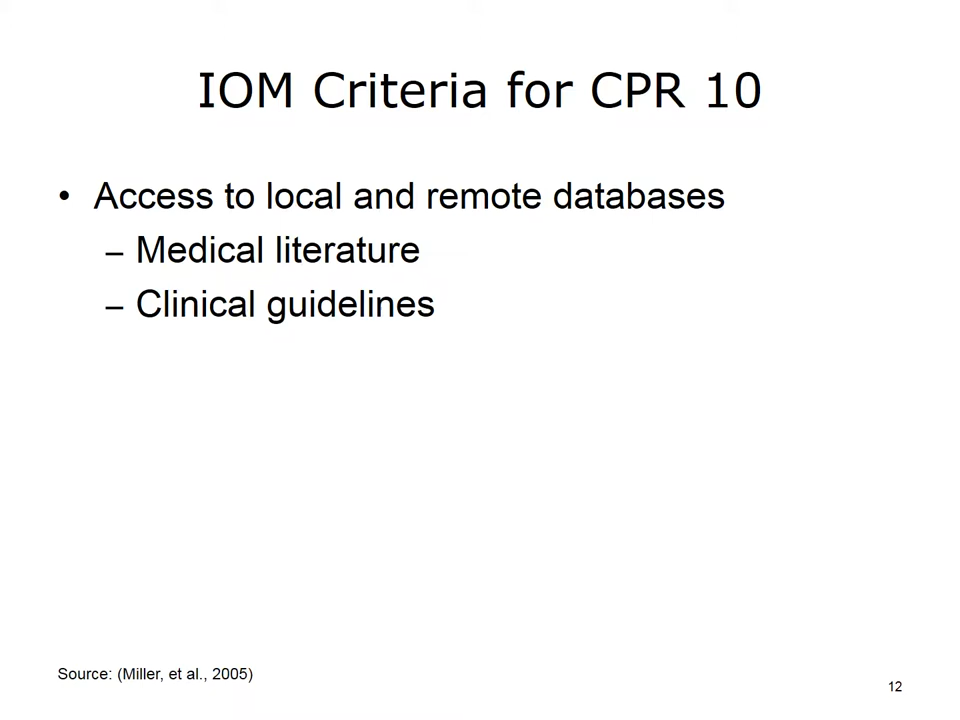 IOM Criteria for CPR 10
• Access to local and remote databases
– Medical literature
– Clinical guidelines
Source: (Miller, et al., 2005)
12